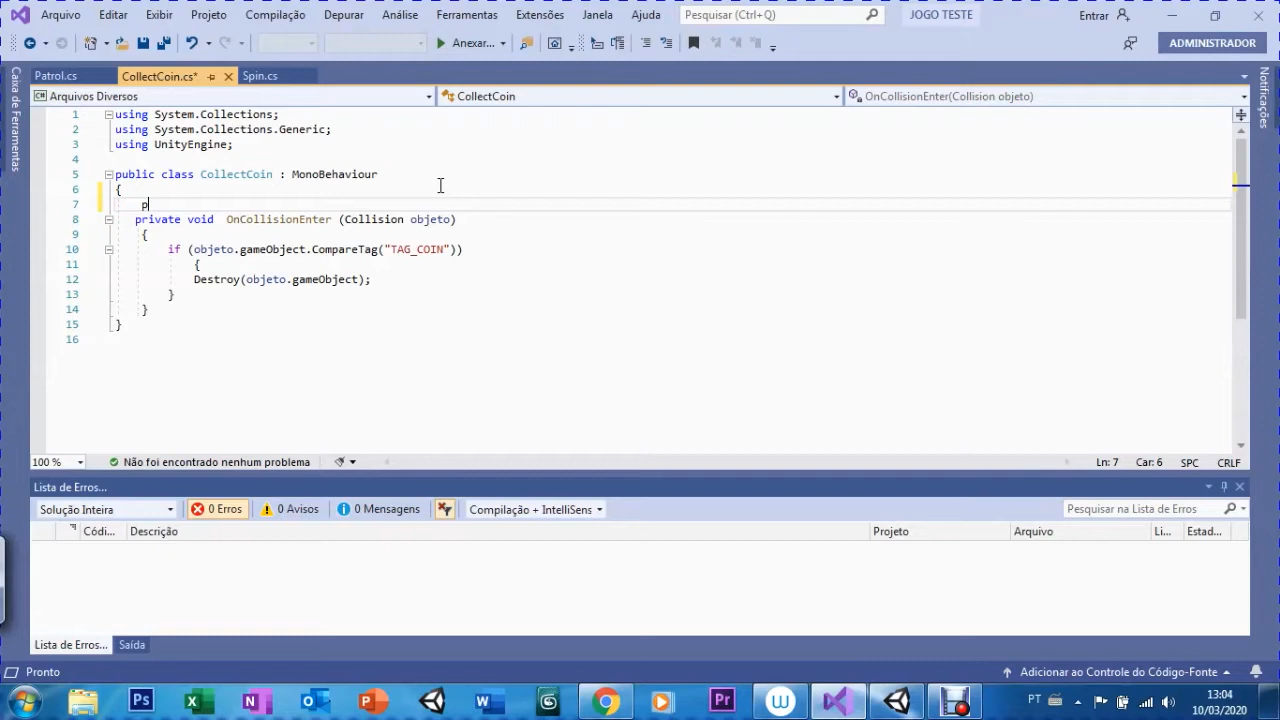 Arquivo Editar Exibir Projeto Compilação Depurar Análise Ferramentas Extensões Janela Ajuda Pesquisar (Ctrl+Q) JOGO TESTE Entrar
Anexar... ADMINISTRADOR
Patrol.cs CollectCoin.cs* Spin.cs
Arquivos Diversos CollectCoin OnCollisionEnter(Collision objeto)
1 using System.Collections;
2 using System.Collections.Generic;
3 using UnityEngine;
4
5 public class CollectCoin : MonoBehaviour
6 {
7 p
8 private void OnCollisionEnter (Collision objeto)
9 {
10 if (objeto.gameObject.CompareTag("TAG_COIN"))
11 {
12 Destroy(objeto.gameObject);
13 }
14 }
15 }
16
Caixa de Ferramentas
Notificações
100 % Não foi encontrado nenhum problema Ln: 7 Car: 6 SPC CRLF
Lista de Erros...
Solução Inteira 0 Erros 0 Avisos 0 Mensagens Compilação + IntelliSens Pesquisar na Lista de Erros
Códi... Descrição Projeto Arquivo Li... Estad...
Lista de Erros... Saída
Pronto Adicionar ao Controle do Código-Fonte
Ps Pr PT 13:04
10/03/2020